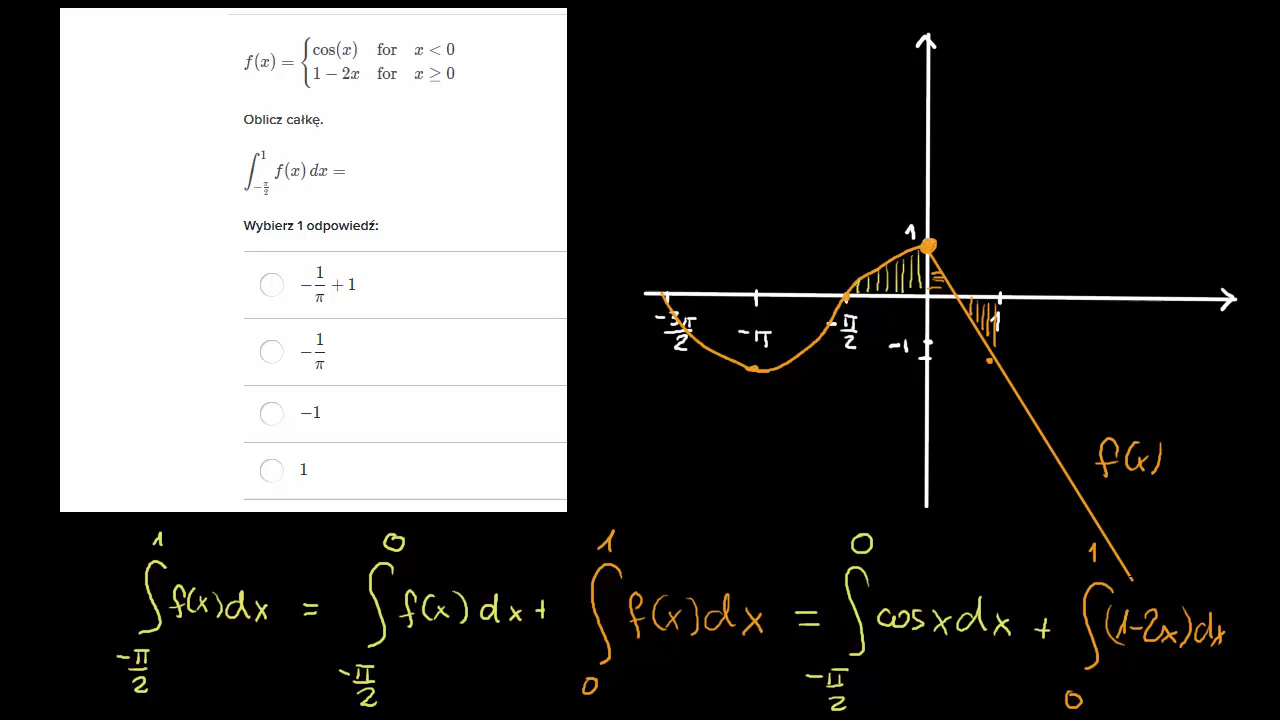 f(x) = { cos(x) for x < 0
1 − 2x for x ≥ 0
Oblicz całkę.
∫_{−π/2}^{1} f(x) dx =
Wybierz 1 odpowiedź:
−1/π + 1
−1/π
−1
1
1
−3π/2 −π −π/2 1
−1
f(x)
∫_{−π/2}^{1} f(x)dx = ∫_{−π/2}^{0} f(x)dx + ∫_{0}^{1} f(x)dx = ∫_{−π/2}^{0} cosxdx + ∫_{0}^{1} (1−2x)dx